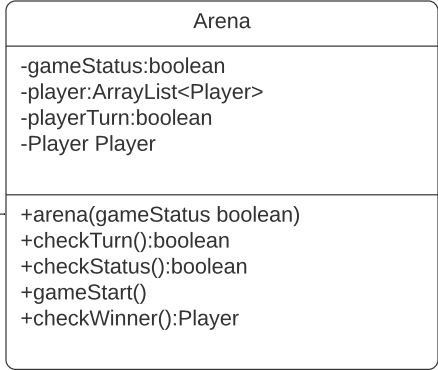 Arena
-gameStatus:boolean
-player:ArrayList<Player>
-playerTurn:boolean
-Player Player
+arena(gameStatus boolean)
+checkTurn():boolean
+checkStatus():boolean
+gameStart()
+checkWinner():Player